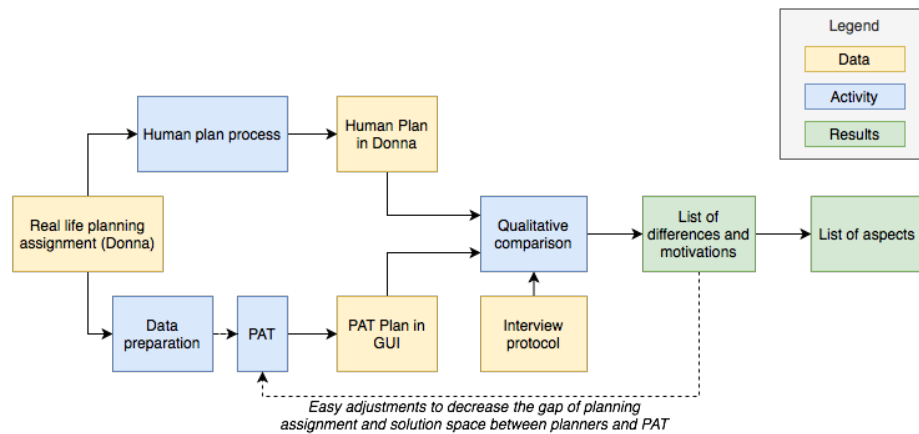 Legend
Data
Activity
Results
Human plan process
Human Plan
in Donna
Real life planning
assignment (Donna)
Qualitative
comparison
List of
differences and
motivations
List of aspects
Data
preparation
PAT
PAT Plan in
GUI
Interview
protocol
Easy adjustments to decrease the gap of planning
assignment and solution space between planners and PAT